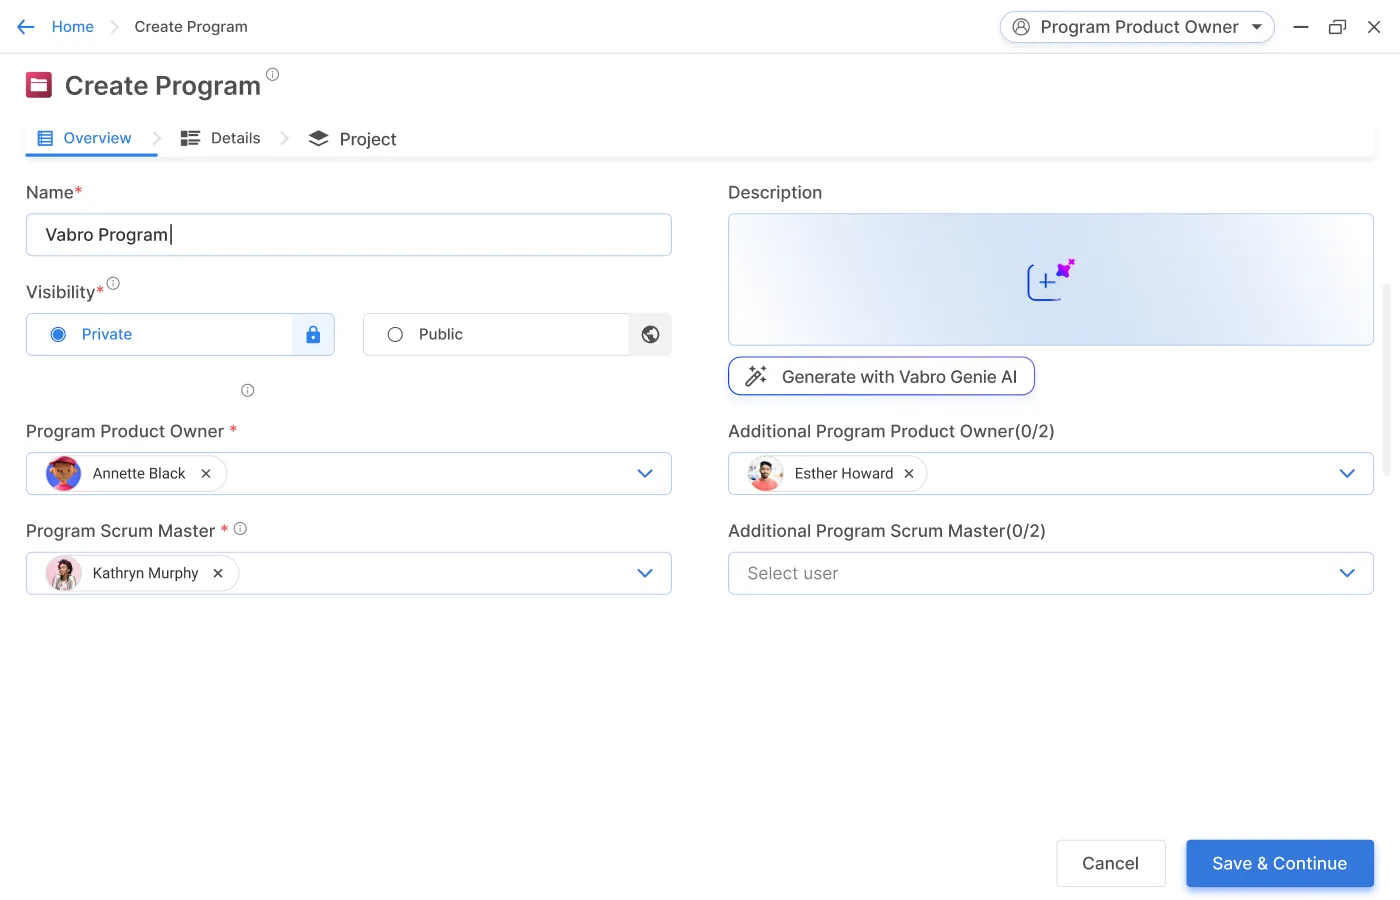 Home
Create Program
Program Product Owner
Create Program
Overview
Details
Project
Name*
Vabro Program
Description
Visibility*
Private
Public
Generate with Vabro Genie AI
Program Product Owner *
Annette Black
Additional Program Product Owner(0/2)
Esther Howard
Program Scrum Master *
Kathryn Murphy
Additional Program Scrum Master(0/2)
Select user
Cancel
Save & Continue